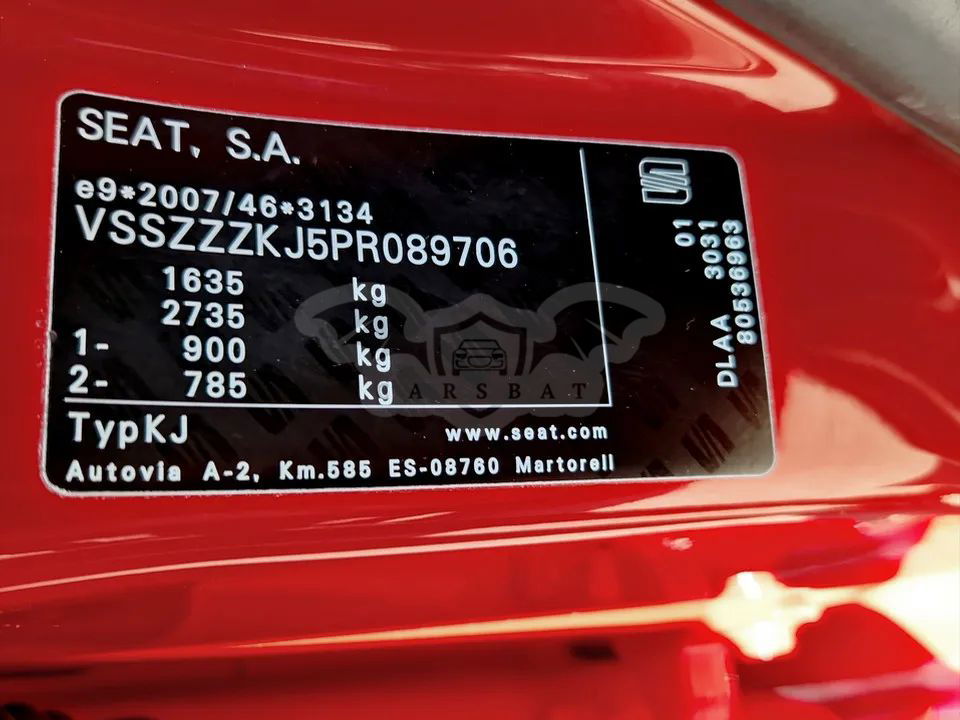 SEAT, S.A.
e9*2007/46*3134
VSSZZZKJ5PR089706
1635 kg
2735 kg
1- 900 kg
2- 785 kg
TypKJ
www.seat.com
Autovia A-2, Km.585 ES-08760 Martorell
01
DLAA 3031
80536963
ARSBAT